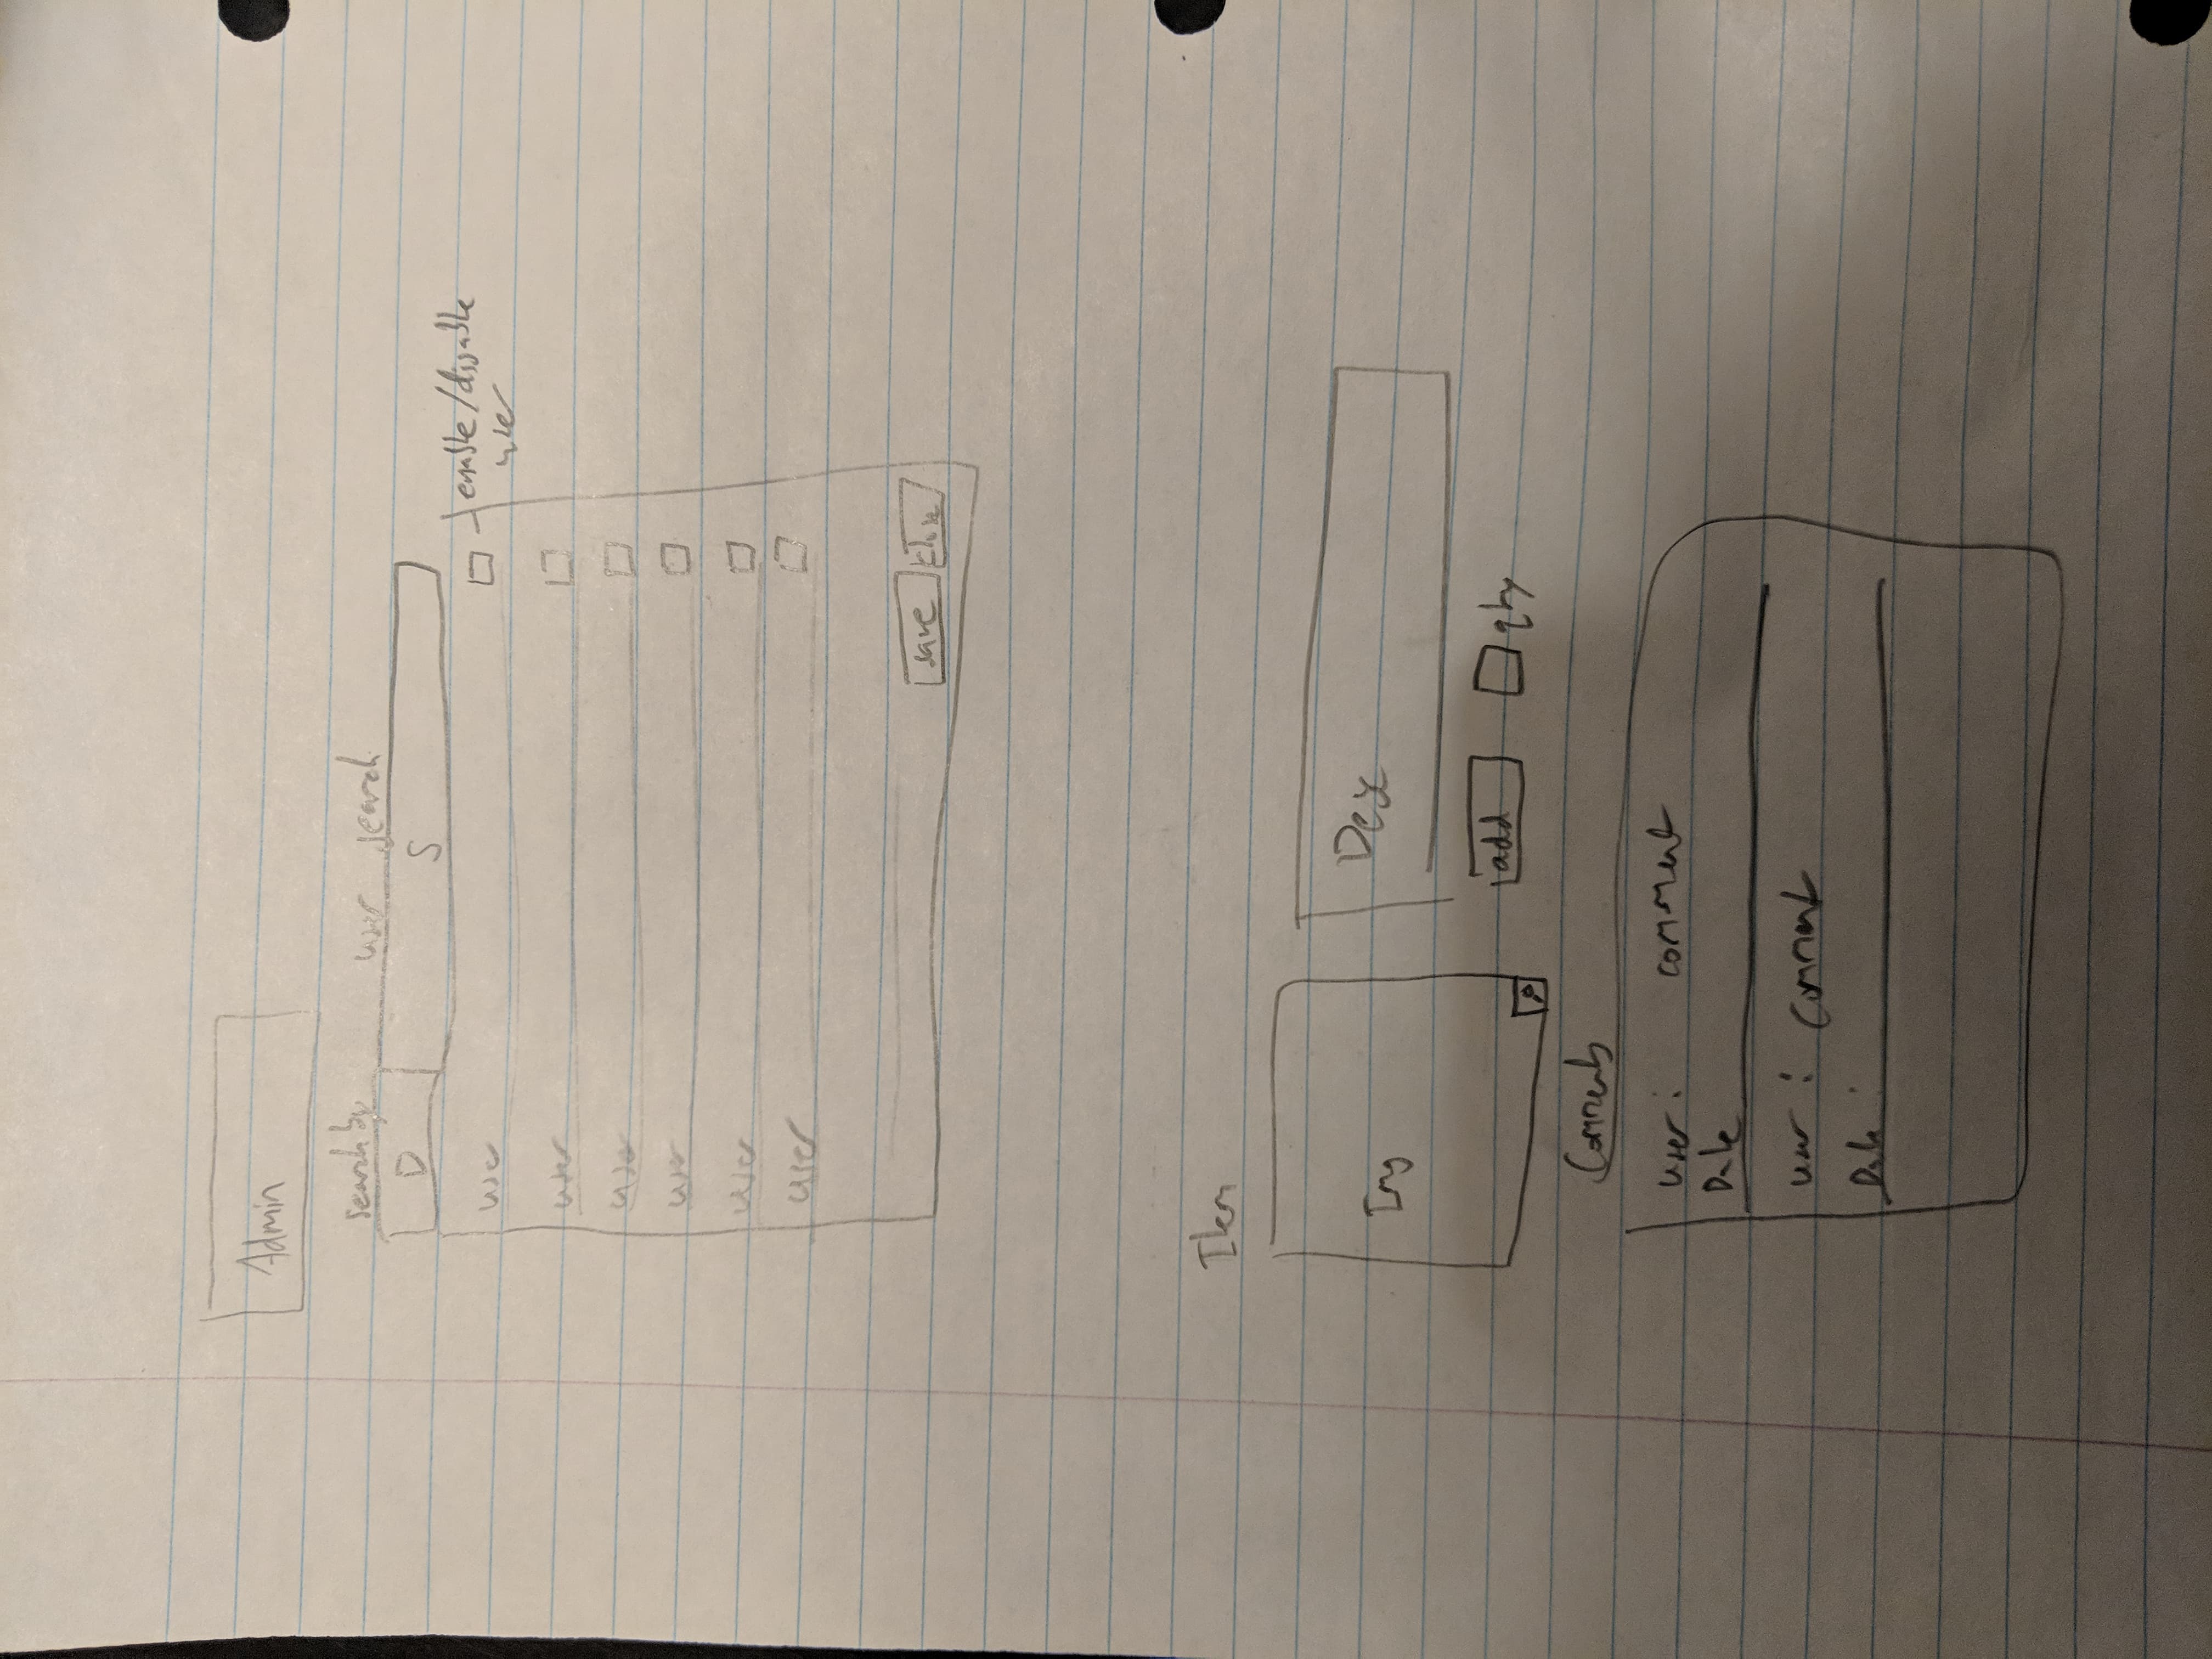 Admin
search by user search
D S
user enable/disable
user
user
user
user
user
user
save
Item
Img
add qty
Comments
user: comment
Date
user: comment
Date